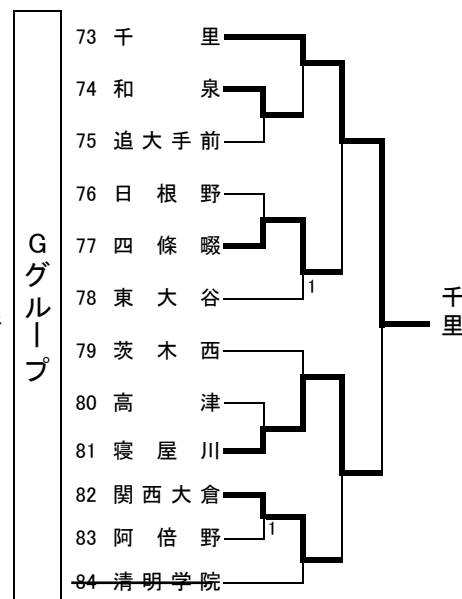 Gグループ
73 千里
74 和泉
75 追大手前
76 日根野
77 四條畷
78 東大谷
1
79 茨木西
80 高津
81 寝屋川
82 関西大倉
83 阿倍野
1
84 清明学院
千里